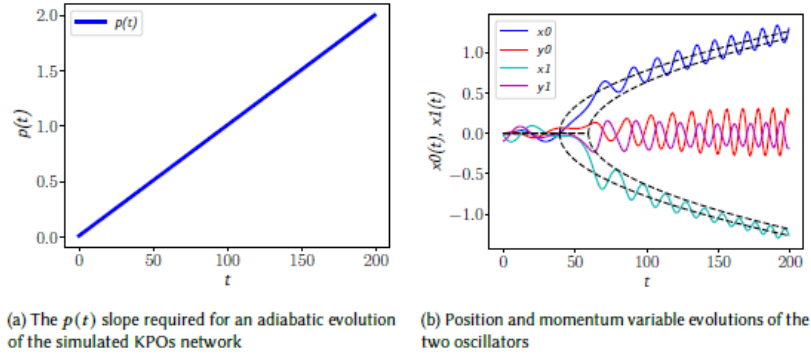 p(t)
2.0
1.5
1.0
0.5
0.0
p(t)
0 50 100 150 200
t
x0
y0
x1
y1
1.0
0.5
0.0
−0.5
−1.0
x0(t), x1(t)
0 50 100 150 200
t
(a) The p(t) slope required for an adiabatic evolution
of the simulated KPOs network
(b) Position and momentum variable evolutions of the
two oscillators